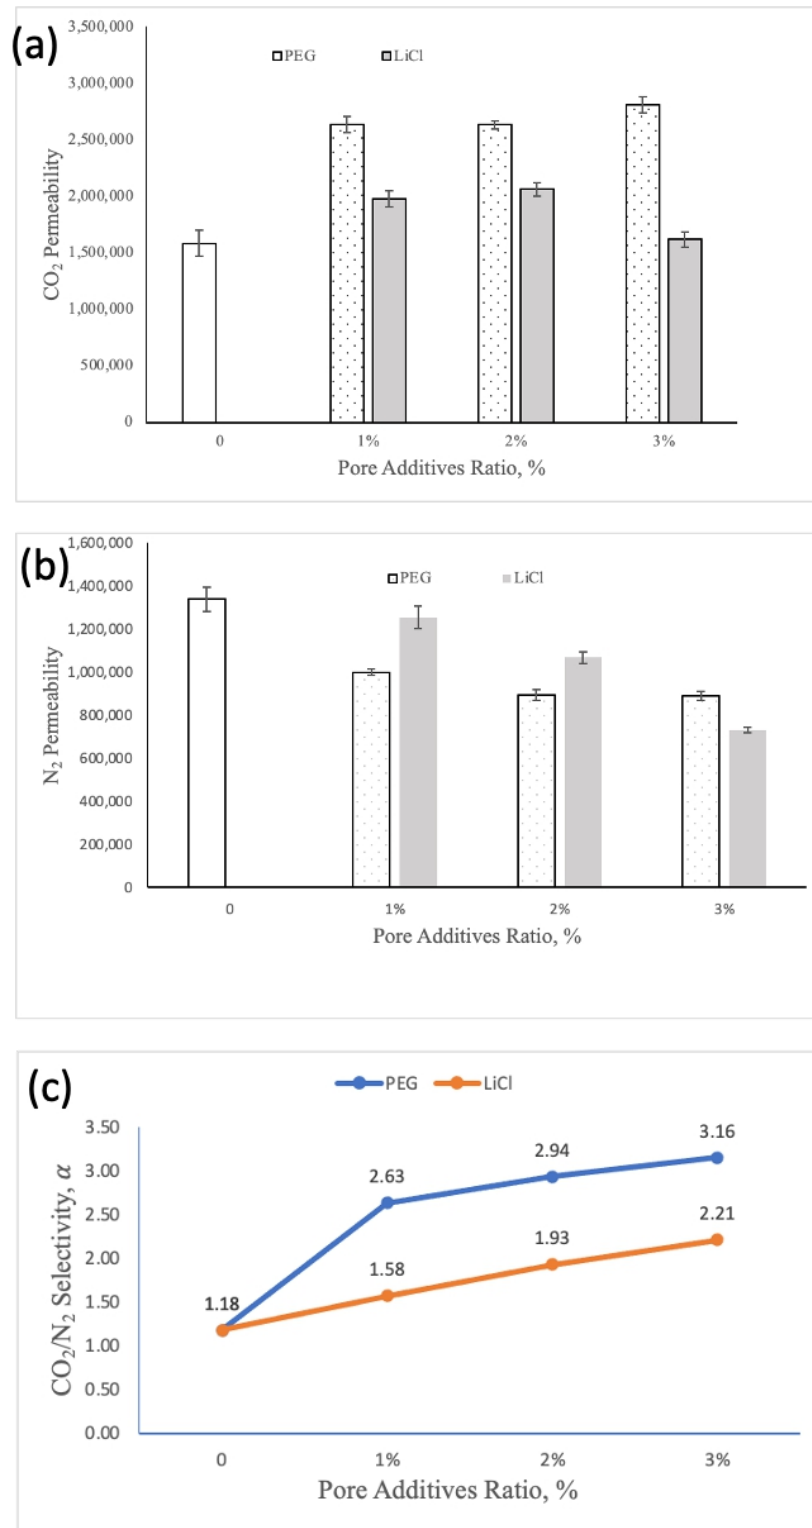 (a)
3,500,000
PEG LiCl
3,000,000
2,500,000
2,000,000
1,500,000
1,000,000
500,000
0
CO₂ Permeability
0 1% 2% 3%
Pore Additives Ratio, %
(b)
1,600,000
PEG LiCl
1,400,000
1,200,000
1,000,000
800,000
600,000
400,000
200,000
0
N₂ Permeability
0 1% 2% 3%
Pore Additives Ratio, %
(c)
PEG LiCl
3.50
3.00
2.50
2.00
1.50
1.00
0.50
0.00
CO₂/N₂ Selectivity, α
1.18 2.63 2.94 3.16
1.58 1.93 2.21
0 1% 2% 3%
Pore Additives Ratio, %